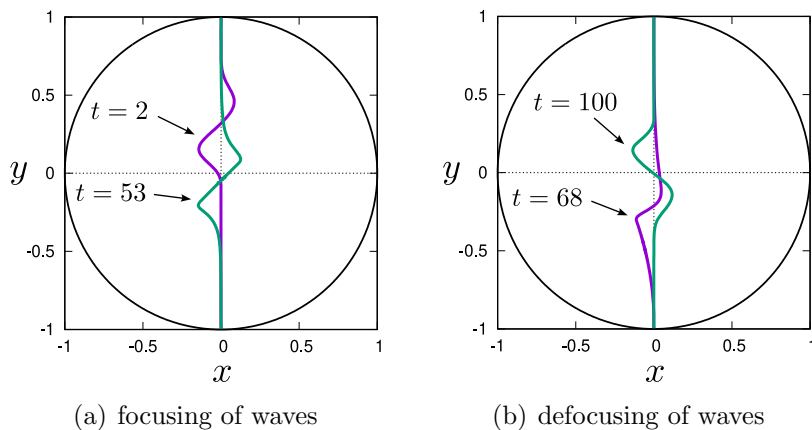 1
0.5
0
-0.5
-1
-1
-0.5
0
0.5
1
y
x
t = 2
t = 53
(a) focusing of waves
1
0.5
0
-0.5
-1
-1
-0.5
0
0.5
1
y
x
t = 100
t = 68
(b) defocusing of waves